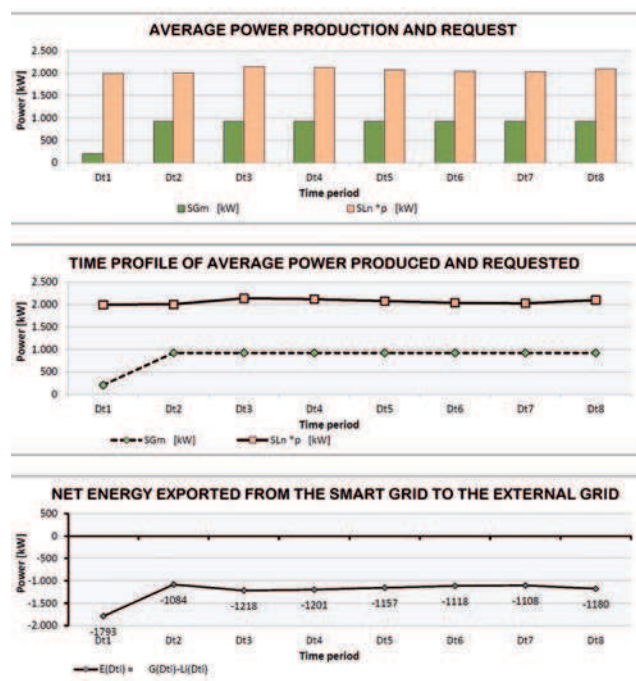 AVERAGE POWER PRODUCTION AND REQUEST
2.500
2.000
1.500
1.000
500
0
Power [kW]
Dt1 Dt2 Dt3 Dt4 Dt5 Dt6 Dt7 Dt8
Time period
SGm [kW] SLn *p [kW]
TIME PROFILE OF AVERAGE POWER PRODUCED AND REQUESTED
2.500
2.000
1.500
1.000
500
0
Power [kW]
Dt1 Dt2 Dt3 Dt4 Dt5 Dt6 Dt7 Dt8
Time period
SGm [kW] SLn *p [kW]
NET ENERGY EXPORTED FROM THE SMART GRID TO THE EXTERNAL GRID
500
0
-500
-1.000
-1.500
-2.000
Power [kW]
-1793 -1084 -1218 -1201 -1157 -1118 -1108 -1180
Dt1 Dt2 Dt3 Dt4 Dt5 Dt6 Dt7 Dt8
Time period
E(Dti) = G(Dti)-Li(Dti)